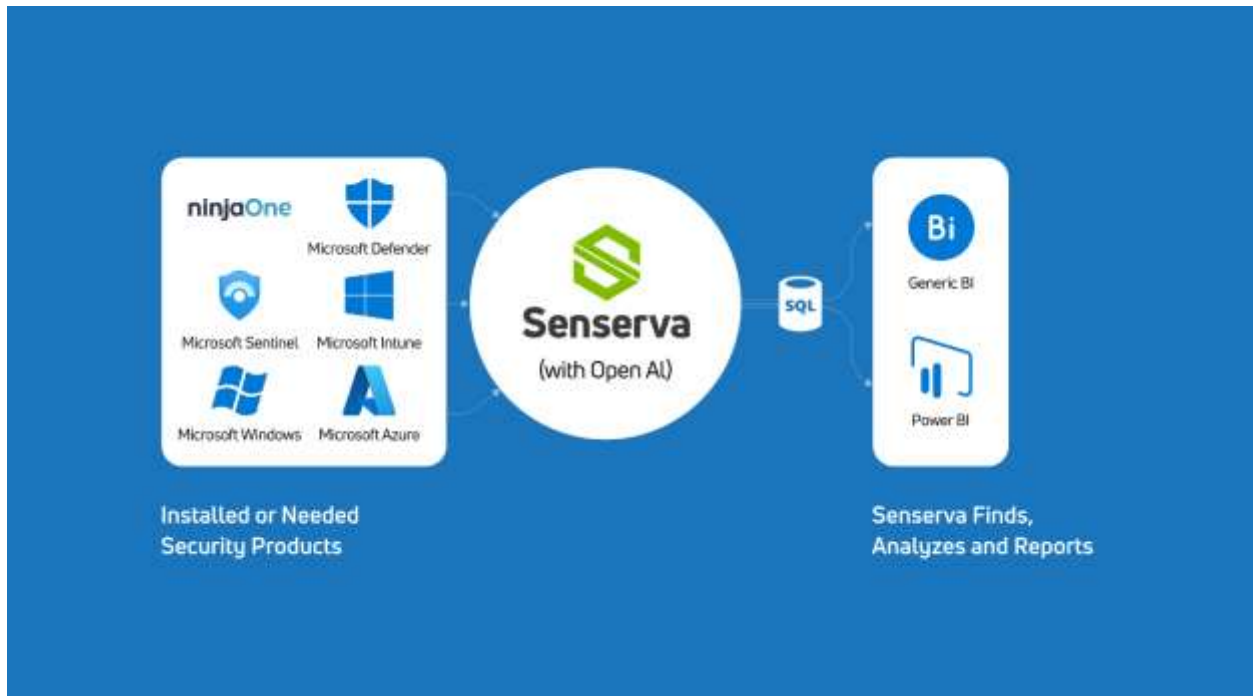 ninjaOne
Microsoft Defender
Microsoft Sentinel
Microsoft Intune
Microsoft Windows
Microsoft Azure
Installed or Needed
Security Products
Senserva
(with Open AI)
SQL
Bi
Generic BI
Power BI
Senserva Finds,
Analyzes and Reports